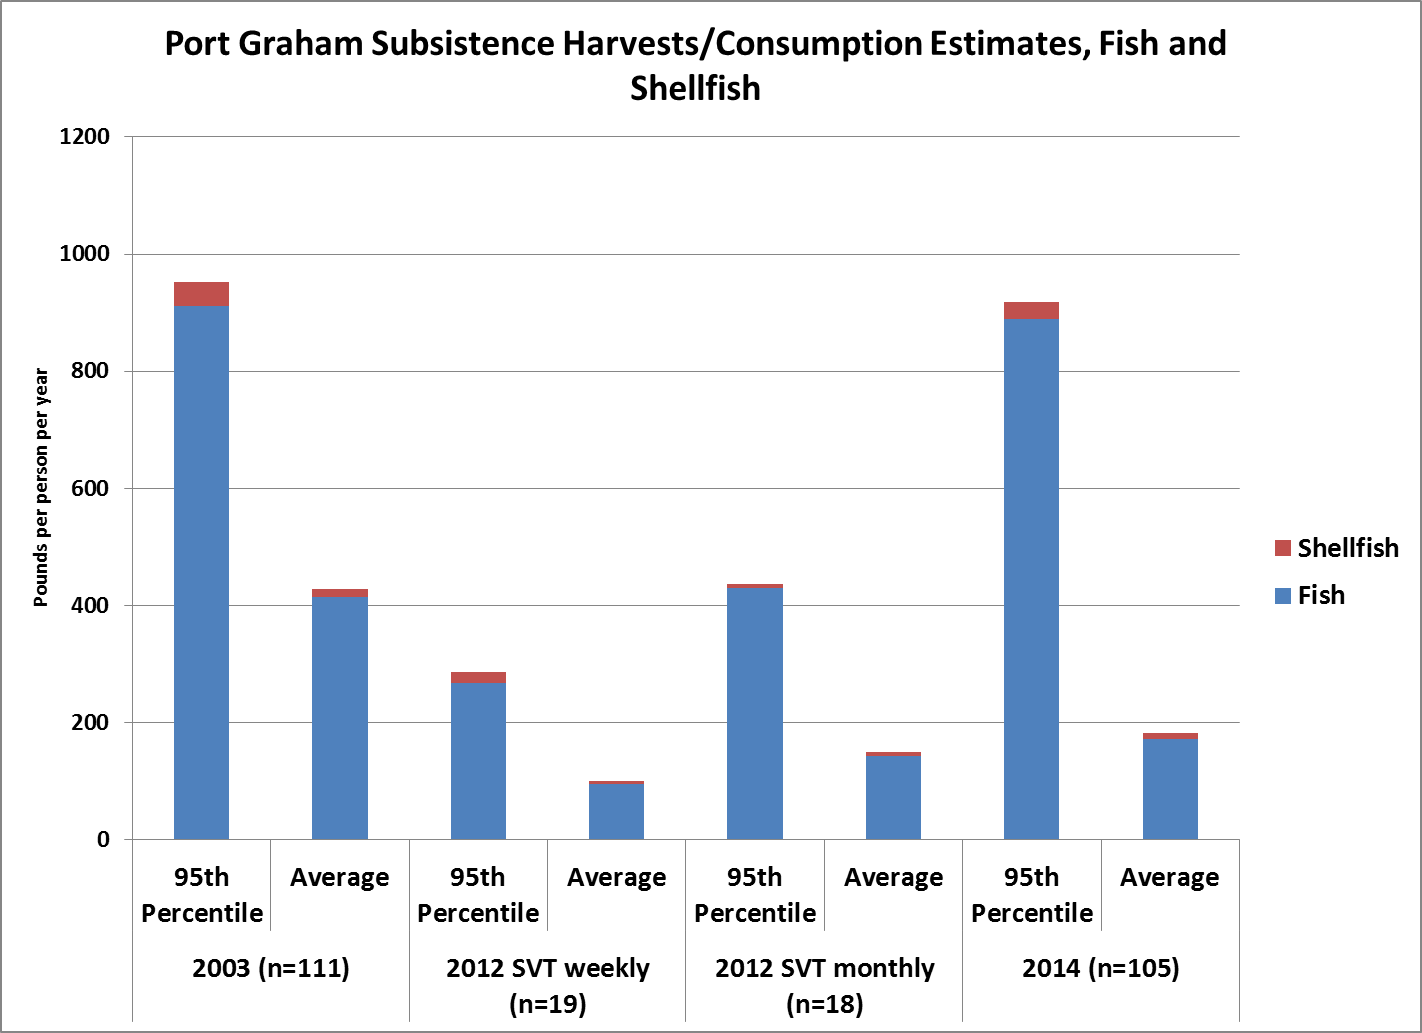 Port Graham Subsistence Harvests/Consumption Estimates, Fish and
Shellfish
1200
1000
800
600
400
200
0
Pounds per person per year
Shellfish
Fish
95th
Percentile
Average
95th
Percentile
Average
95th
Percentile
Average
95th
Percentile
Average
2003 (n=111)
2012 SVT weekly
(n=19)
2012 SVT monthly
(n=18)
2014 (n=105)